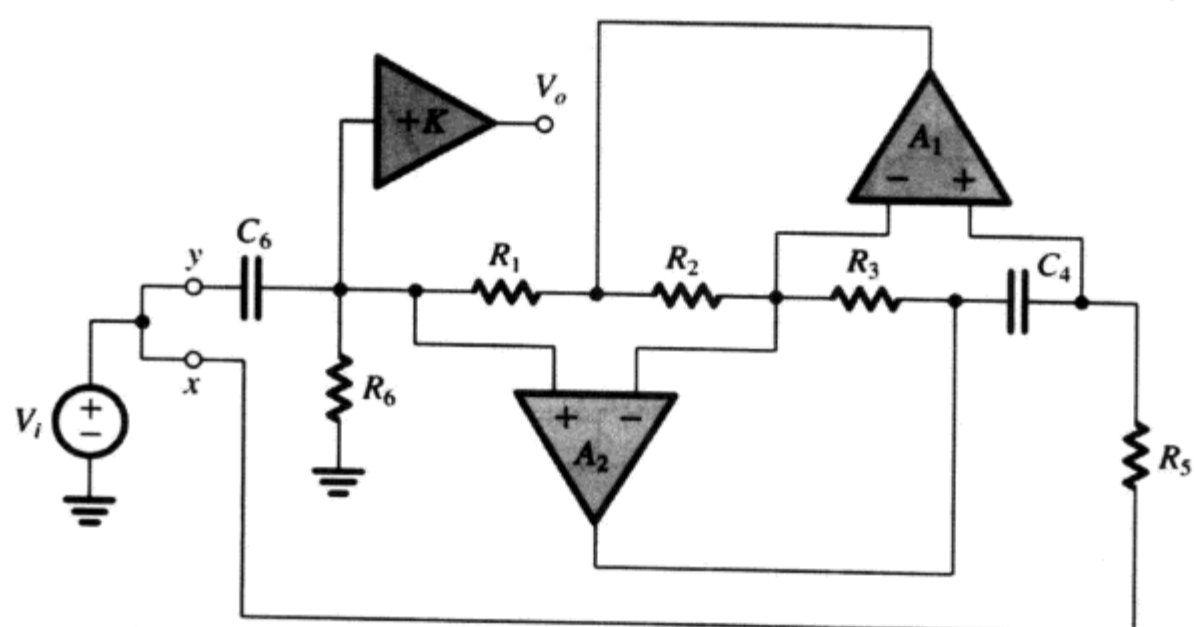 V_o
+K
A_1
− +
C_6
y
R_1
R_2
R_3
C_4
x
R_6
+ −
A_2
V_i
+
−
R_5